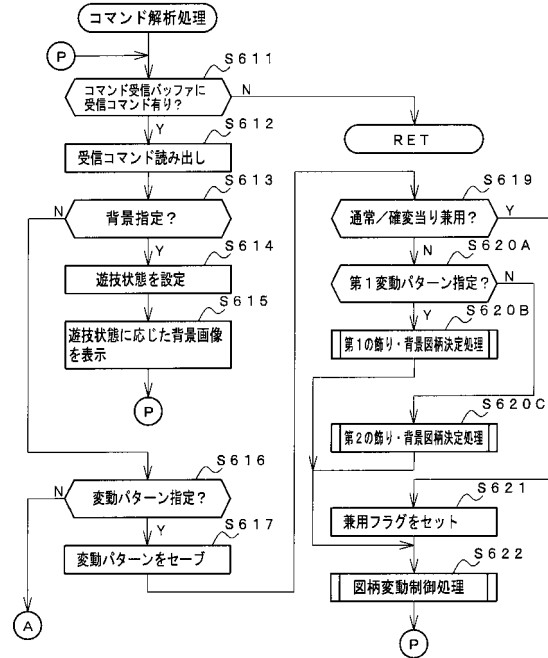 コマンド解析処理
P
S611
コマンド受信バッファに
受信コマンド有り?
N
Y
S612
受信コマンド読み出し
S613
背景指定?
N
Y
S614
遊技状態を設定
S615
遊技状態に応じた背景画像
を表示
P
S616
変動パターン指定?
N
Y
S617
変動パターンをセーブ
A
RET
S619
通常/確変当り兼用?
Y
N
S620A
第1変動パターン指定?
N
Y
S620B
第1の飾り・背景図柄決定処理
S620C
第2の飾り・背景図柄決定処理
S621
兼用フラグをセット
S622
図柄変動制御処理
P